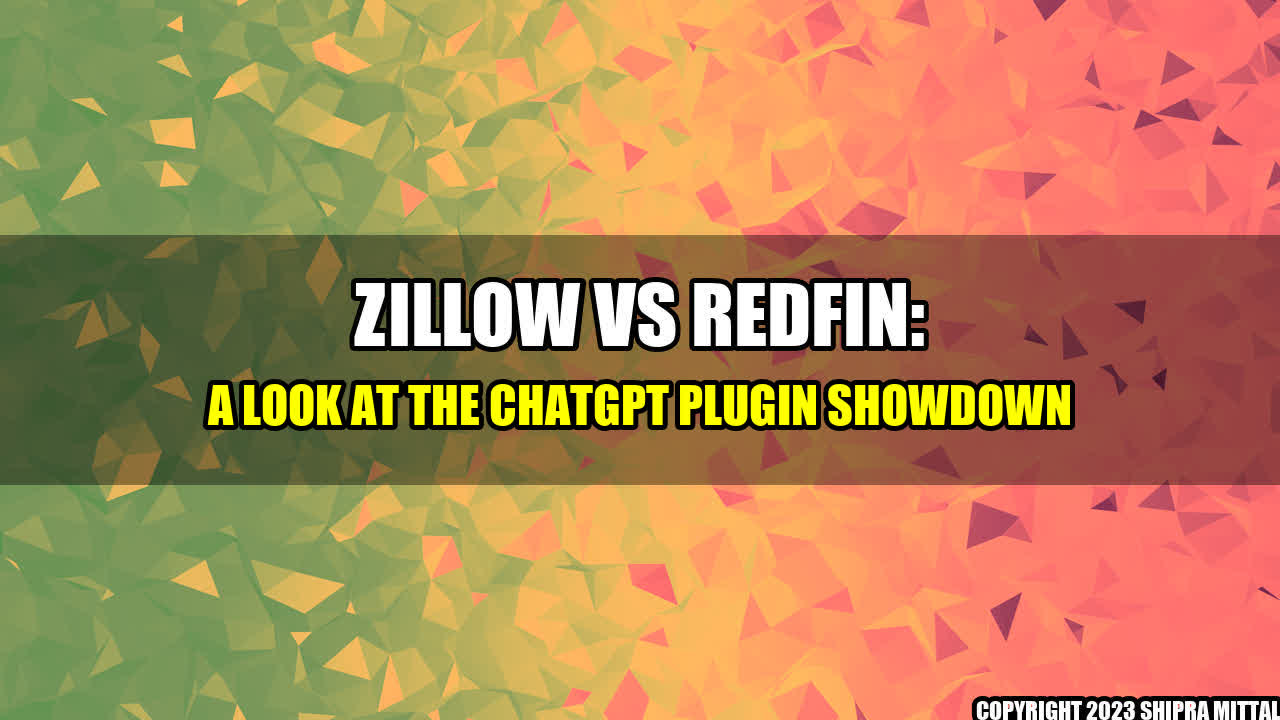 ZILLOW VS REDFIN:
A LOOK AT THE CHATGPT PLUGIN SHOWDOWN
COPYRIGHT 2023 SHIPRA MITTAL